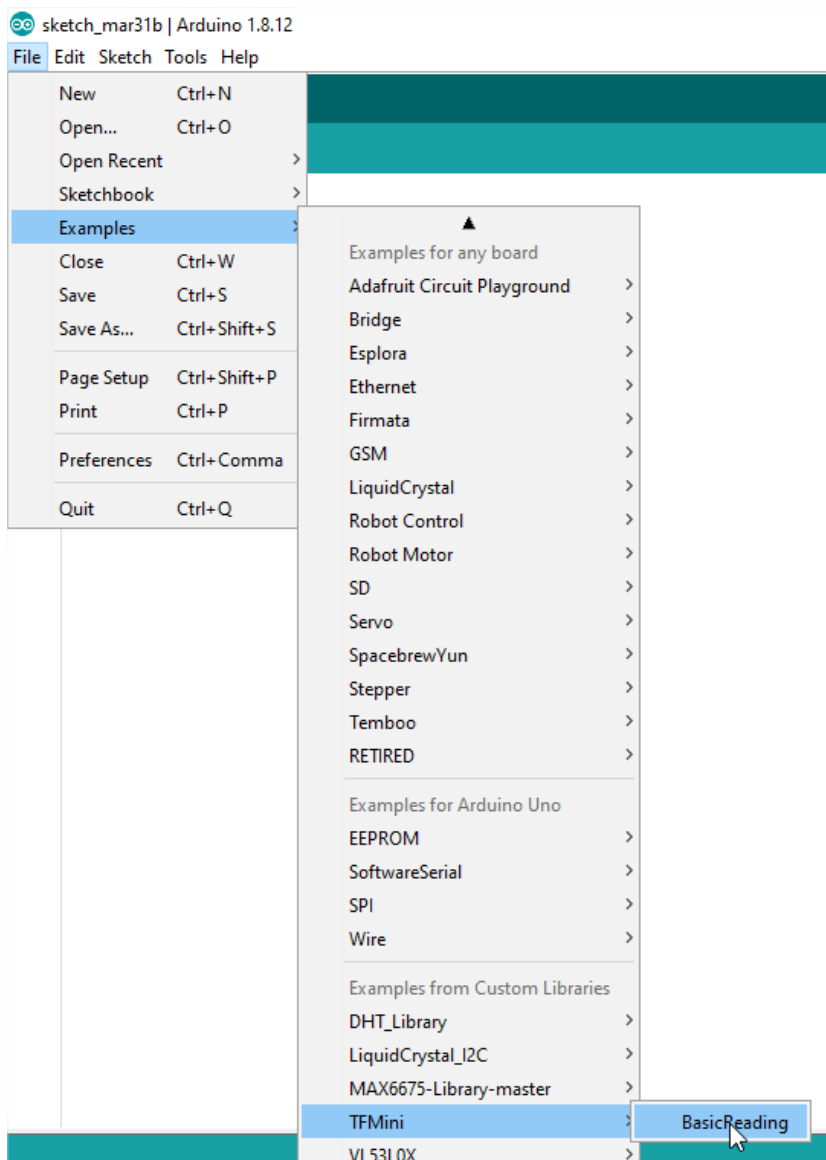 sketch_mar31b | Arduino 1.8.12
File Edit Sketch Tools Help
New Ctrl+N
Open... Ctrl+O
Open Recent
Sketchbook
Examples
Close Ctrl+W
Save Ctrl+S
Save As... Ctrl+Shift+S
Page Setup Ctrl+Shift+P
Print Ctrl+P
Preferences Ctrl+Comma
Quit Ctrl+Q
Examples for any board
Adafruit Circuit Playground
Bridge
Esplora
Ethernet
Firmata
GSM
LiquidCrystal
Robot Control
Robot Motor
SD
Servo
SpacebrewYun
Stepper
Temboo
RETIRED
Examples for Arduino Uno
EEPROM
SoftwareSerial
SPI
Wire
Examples from Custom Libraries
DHT_Library
LiquidCrystal_I2C
MAX6675-Library-master
TFMini
BasicReading
VL53L0X